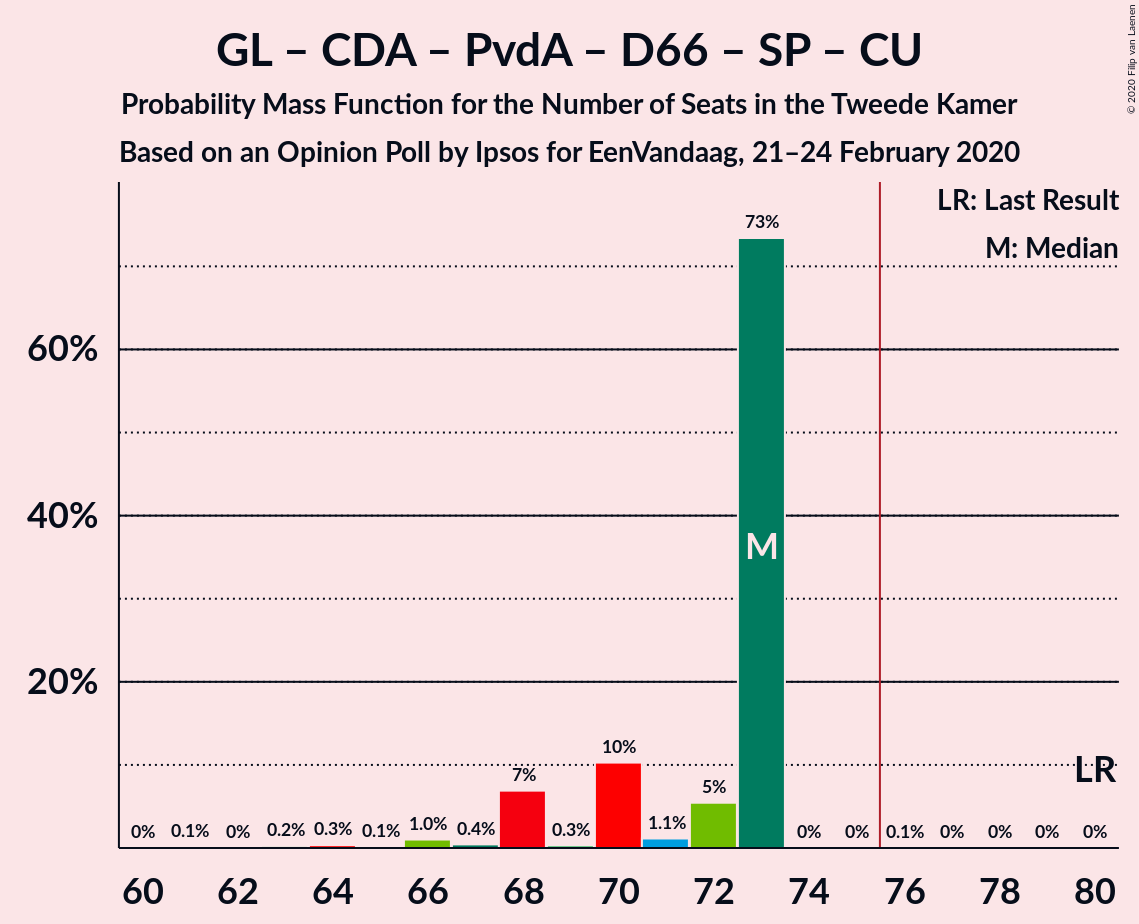 GL – CDA – PvdA – D66 – SP – CU
Probability Mass Function for the Number of Seats in the Tweede Kamer
Based on an Opinion Poll by Ipsos for EenVandaag, 21–24 February 2020
© 2020 Filip van Laenen
LR: Last Result
M: Median
73%
60%
40%
M
20%
10%
LR
7%
5%
0%
0.1%
0%
0.2%
0.3%
0.1%
1.0%
0.4%
0.3%
1.1%
0%
0%
0.1%
0%
0%
0%
0%
60 62 64 66 68 70 72 74 76 78 80